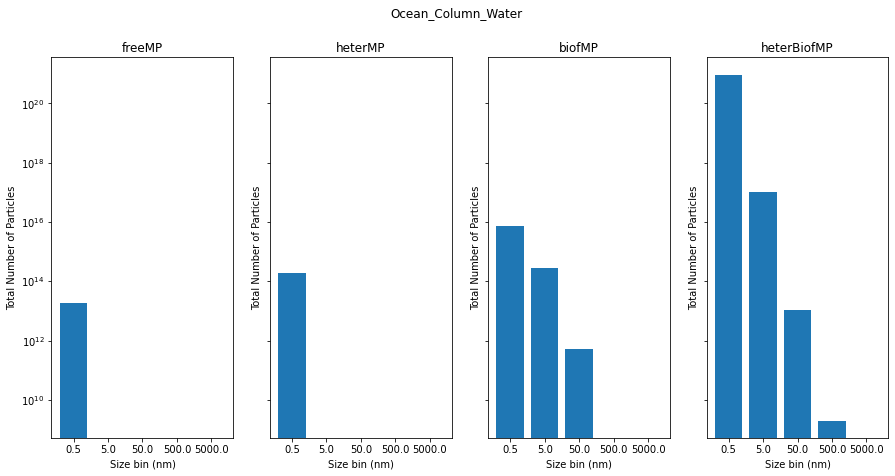 Ocean_Column_Water
freeMP
heterMP
biofMP
heterBiofMP
Total Number of Particles
10^20
10^18
10^16
10^14
10^12
10^10
0.5 5.0 50.0 500.0 5000.0
Size bin (nm)
Total Number of Particles
0.5 5.0 50.0 500.0 5000.0
Size bin (nm)
Total Number of Particles
0.5 5.0 50.0 500.0 5000.0
Size bin (nm)
Total Number of Particles
0.5 5.0 50.0 500.0 5000.0
Size bin (nm)